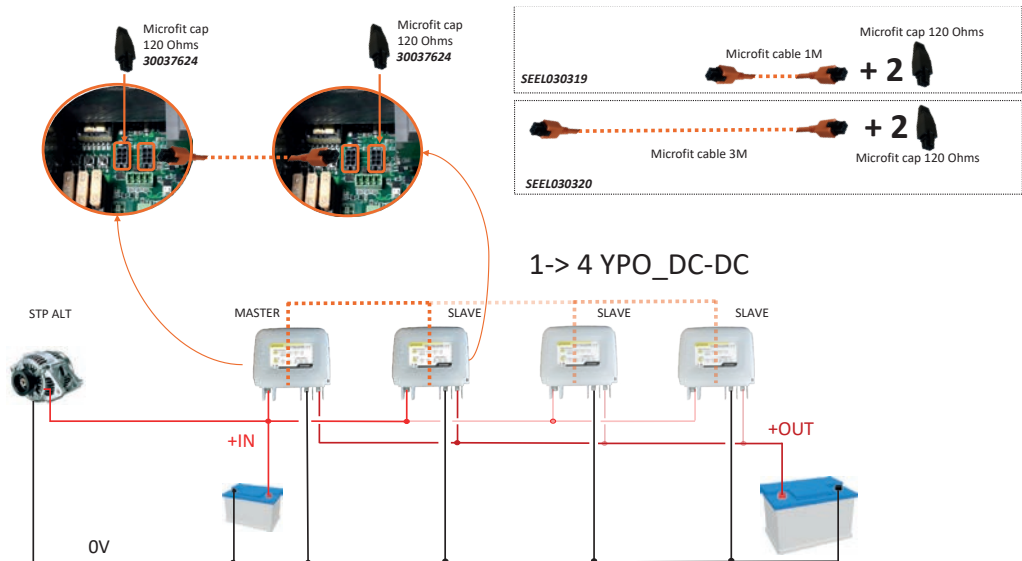 Microfit cap
120 Ohms
30037624
Microfit cap
120 Ohms
30037624
Microfit cap 120 Ohms
Microfit cable 1M
+ 2
SEEL030319
+ 2
Microfit cable 3M
Microfit cap 120 Ohms
SEEL030320
1-> 4 YPO_DC-DC
STP ALT
MASTER
SLAVE
SLAVE
SLAVE
+IN
+OUT
0V